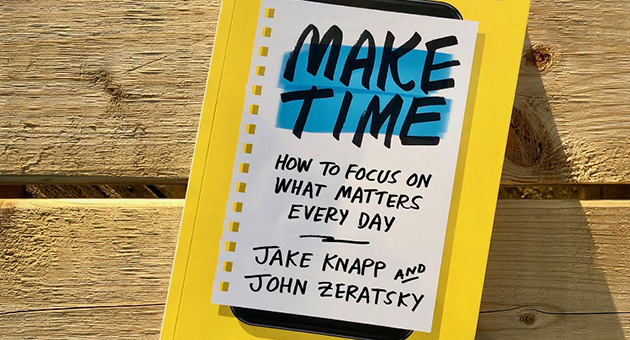 MAKE
TIME
HOW TO FOCUS ON
WHAT MATTERS
EVERY DAY
JAKE KNAPP AND
JOHN ZERATSKY